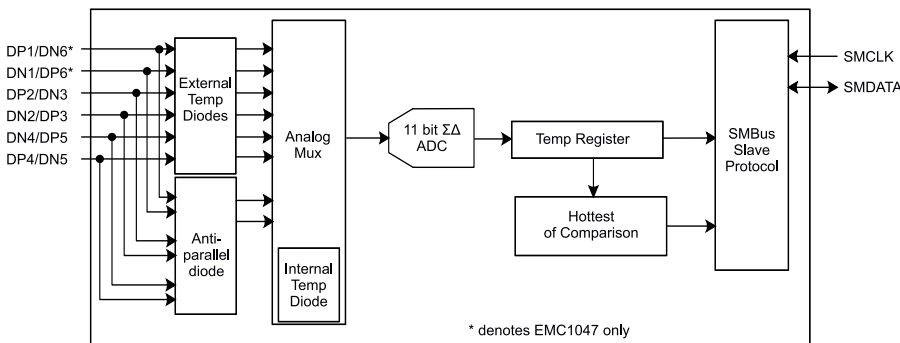 DP1/DN6*
DN1/DP6*
DP2/DN3
DN2/DP3
DN4/DP5
DP4/DN5
External
Temp
Diodes
Anti-
parallel
diode
Analog
Mux
Internal
Temp
Diode
11 bit ΣΔ
ADC
Temp Register
Hottest
of Comparison
SMBus
Slave
Protocol
SMCLK
SMDATA
* denotes EMC1047 only